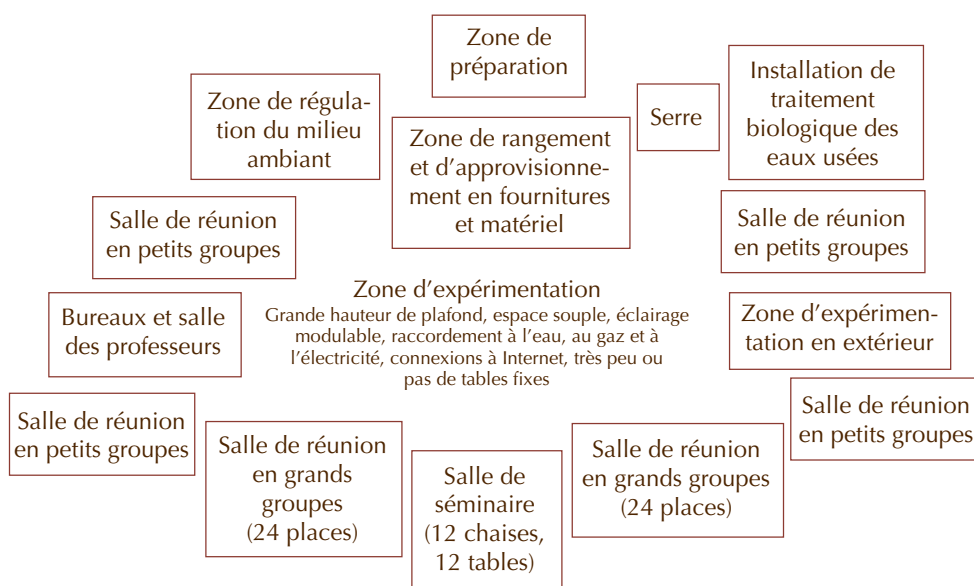 Zone de
préparation
Zone de régula-
tion du milieu
ambiant
Zone de rangement
et d’approvisionne-
ment en fournitures
et matériel
Serre
Installation de
traitement
biologique des
eaux usées
Salle de réunion
en petits groupes
Salle de réunion
en petits groupes
Zone d’expérimentation
Grande hauteur de plafond, espace souple, éclairage
modulable, raccordement à l’eau, au gaz et à
l’électricité, connexions à Internet, très peu ou
pas de tables fixes
Bureaux et salle
des professeurs
Zone d’expérimen-
tation en extérieur
Salle de réunion
en petits groupes
Salle de réunion
en grands
groupes
(24 places)
Salle de
séminaire
(12 chaises,
12 tables)
Salle de réunion
en grands groupes
(24 places)
Salle de réunion
en petits groupes